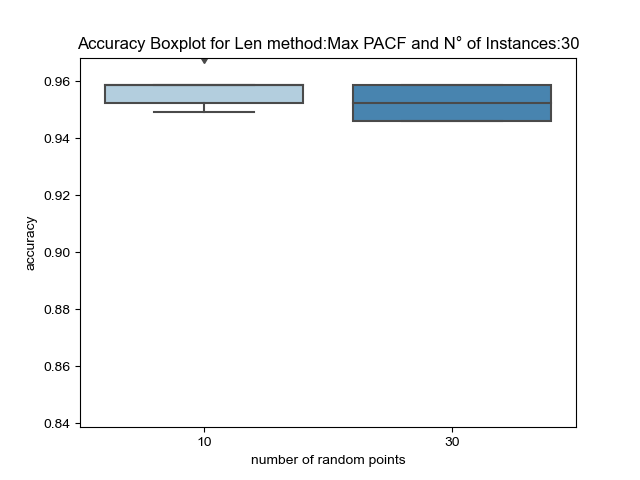 Accuracy Boxplot for Len method:Max PACF and N° of Instances:30
0.96
0.94
0.92
0.90
0.88
0.86
0.84
accuracy
10 30
number of random points